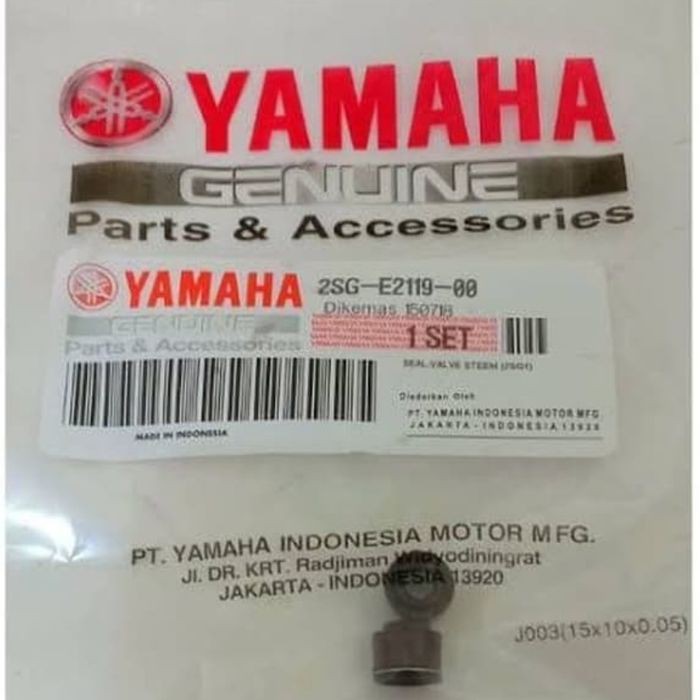 YAMAHA
GENUINE
Parts & Accessories
YAMAHA
GENUINE
Parts & Accessories
2SG-E2119-00
Dikemas 150718
1 SET
SEAL, VALVE STEEM (2SG1)
MADE IN INDONESIA
Diedarkan Oleh
PT. YAMAHA INDONESIA MOTOR MFG.
JAKARTA - INDONESIA 13920
PT. YAMAHA INDONESIA MOTOR MFG.
Jl. DR. KRT. Radjiman Widyodiningrat
JAKARTA - INDONESIA 13920
J003(15x10x0.05)